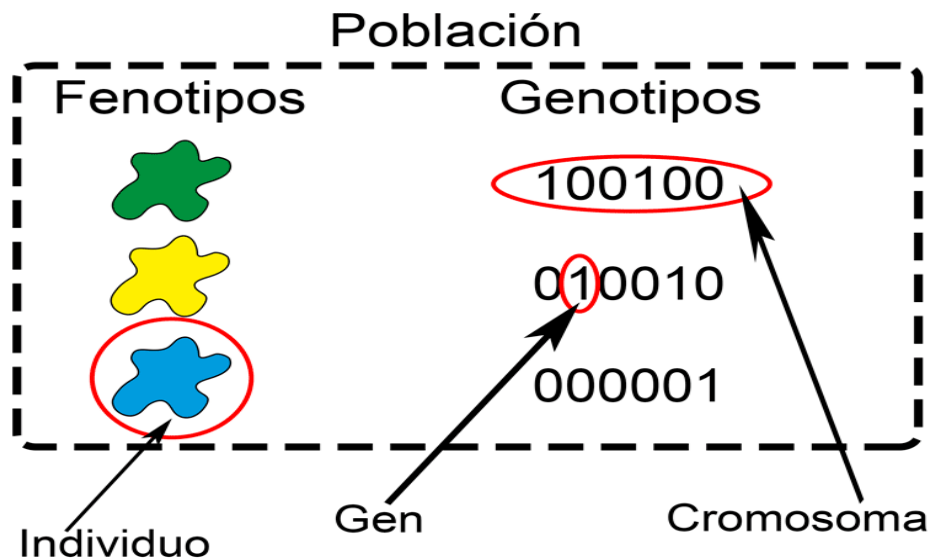 Población
Fenotipos Genotipos
100100
010010
000001
Individuo Gen Cromosoma